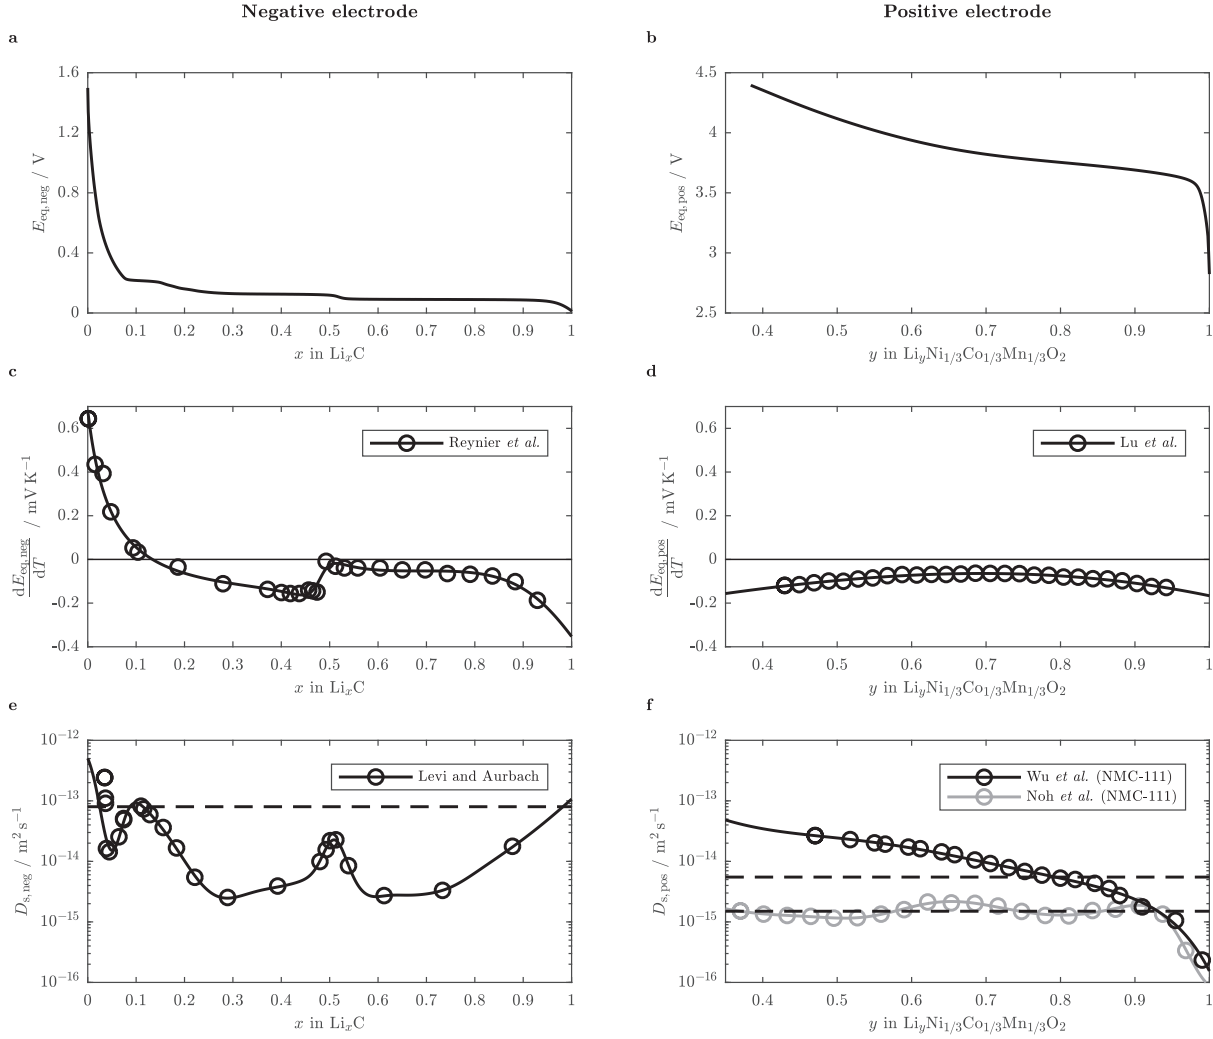 Negative electrode
Positive electrode
a
1.6
1.2
0.8
0.4
0
E_eq,neg / V
0 0.1 0.2 0.3 0.4 0.5 0.6 0.7 0.8 0.9 1
x in Li_xC
b
4.5
4
3.5
3
2.5
E_eq,pos / V
0.4 0.5 0.6 0.7 0.8 0.9 1
y in Li_yNi_1/3Co_1/3Mn_1/3O_2
c
0.6
0.4
0.2
0
-0.2
-0.4
dE_eq,neg/dT / mV K^−1
Reynier et al.
0 0.1 0.2 0.3 0.4 0.5 0.6 0.7 0.8 0.9 1
x in Li_xC
d
0.6
0.4
0.2
0
-0.2
-0.4
dE_eq,pos/dT / mV K^−1
Lu et al.
0.4 0.5 0.6 0.7 0.8 0.9 1
y in Li_yNi_1/3Co_1/3Mn_1/3O_2
e
10^−12
10^−13
10^−14
10^−15
10^−16
D_s,neg / m^2 s^−1
Levi and Aurbach
0 0.1 0.2 0.3 0.4 0.5 0.6 0.7 0.8 0.9 1
x in Li_xC
f
10^−12
10^−13
10^−14
10^−15
10^−16
D_s,pos / m^2 s^−1
Wu et al. (NMC-111)
Noh et al. (NMC-111)
0.4 0.5 0.6 0.7 0.8 0.9 1
y in Li_yNi_1/3Co_1/3Mn_1/3O_2